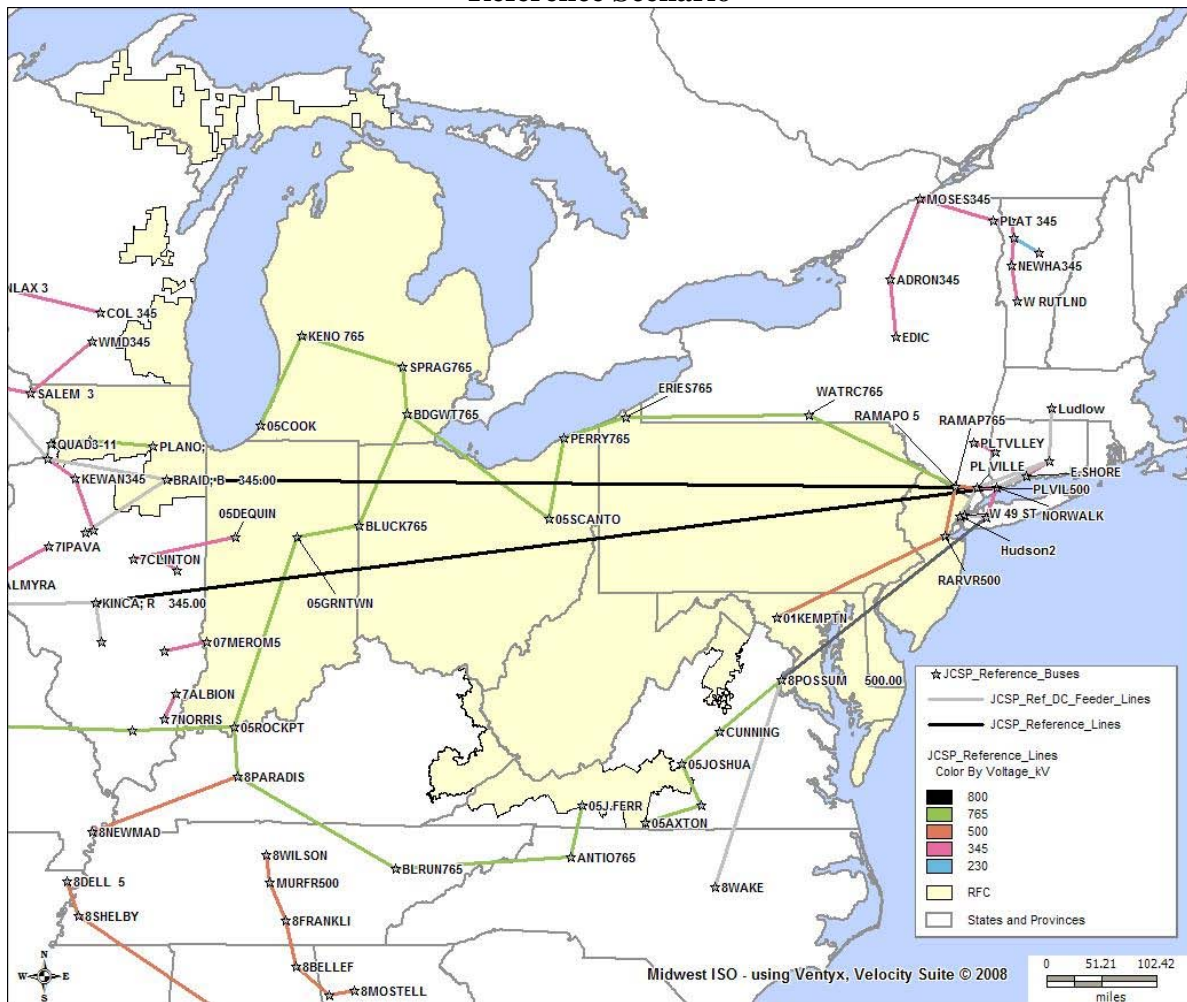 MOSES345
PLAT 345
ADRON345
NEWHA345
NLAX 3
W RUTLND
COL 345
KENO 765
EDIC
WMD345
SPRAG765
ERIES765
WATRC765
SALEM 3
BDGWT765
RAMAPO 5
RAMAP765
Ludlow
05COOK
QUAD3-11
PLANO;
PERRY765
PLTVLLEY
PL VILLE
E.SHORE
KEWAN345
BRAID; B 345.00
PLVIL500
05DEQUIN
05SCANTO
W 49 ST
NORWALK
BLUCK765
7IPAVA
Hudson2
7CLINTON
ALMYRA
RARVR500
KINCA; R 345.00
05GRNTWN
01KEMPTN
07MEROM5
8POSSUM 500.00
7ALBION
7NORRIS
05ROCKPT
CUNNING
8PARADIS
05JOSHUA
05J.FERR
8NEWMAD
05AXTON
8WILSON
ANTIO765
BLRUN765
8DELL 5
MURFR500
8WAKE
8SHELBY
8FRANKLI
8BELLEF
8MOSTELL
JCSP_Reference_Buses
JCSP_Ref_DC_Feeder_Lines
JCSP_Reference_Lines
JCSP_Reference_Lines
Color By Voltage_kV
800
765
500
345
230
RFC
States and Provinces
N
W E
S
Midwest ISO - using Ventyx, Velocity Suite © 2008
0 51.21 102.42
miles